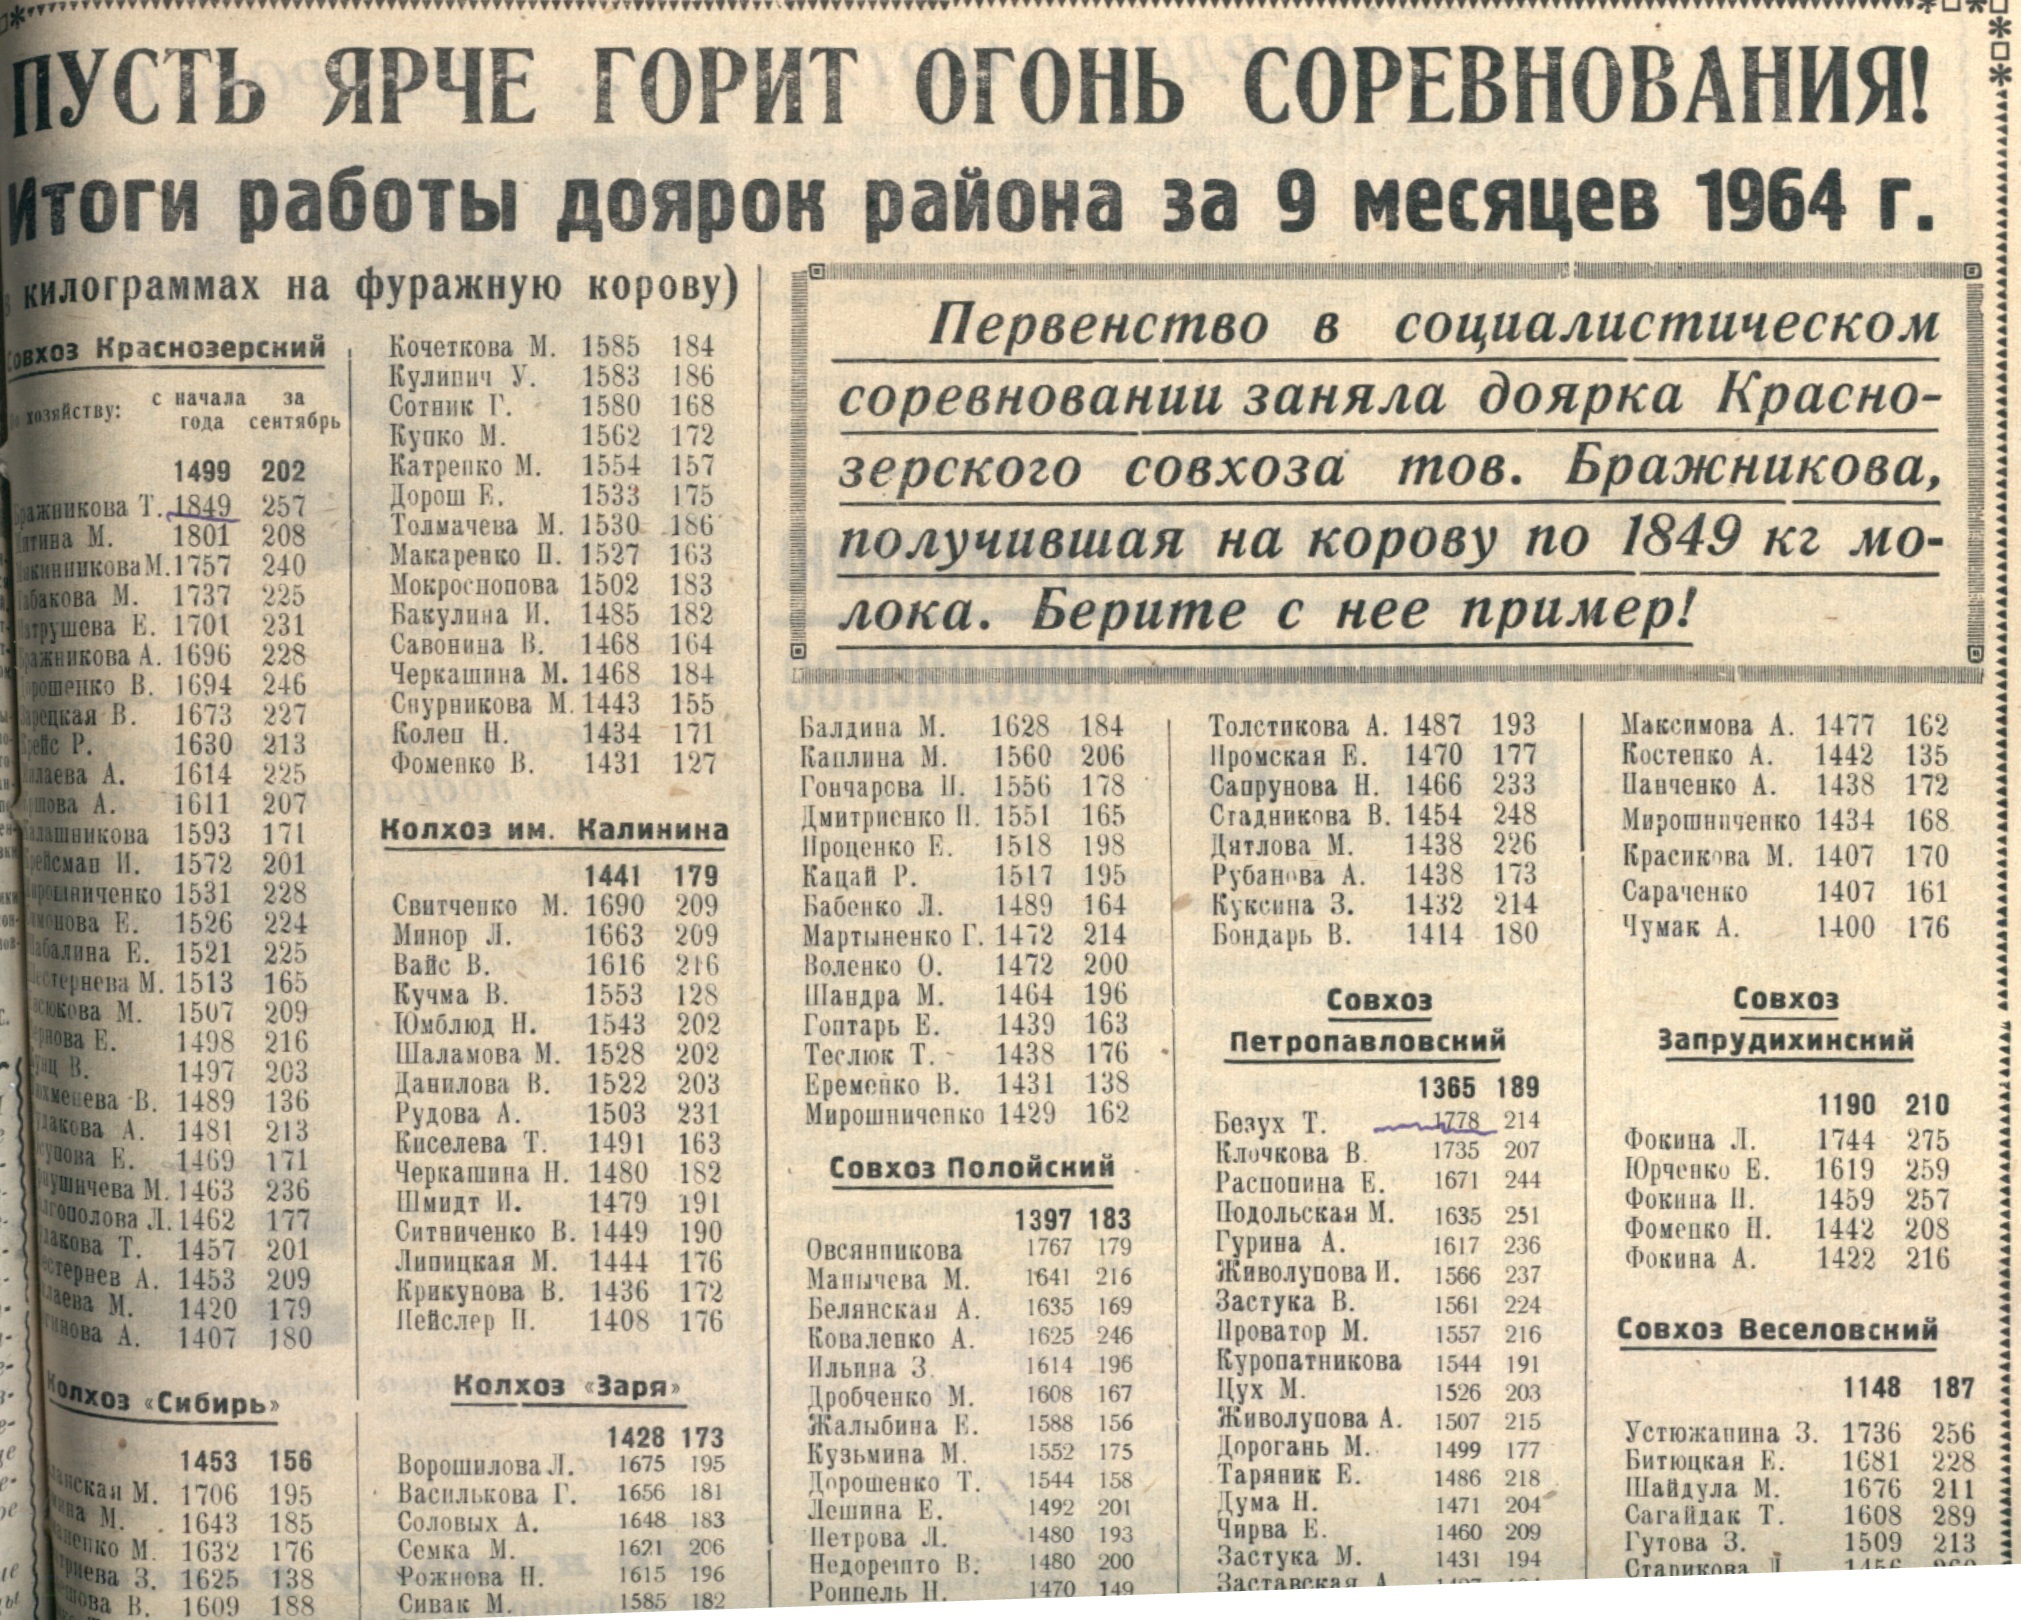 ПУСТЬ ЯРЧЕ ГОРИТ ОГОНЬ СОРЕВНОВАНИЯ!
Итоги работы доярок района за 9 месяцев 1964 г.
килограммах на фуражную корову)
Совхоз Краснозерский
хозяйству: с начала года за сентябрь
1499 202
Бражникова Т. 1849 257
М. 1801 208
М. 1757 240
М. 1737 225
Е. 1701 231
Бражникова А. 1696 228
В. 1694 246
В. 1673 227
Р. 1630 213
А. 1614 225
А. 1611 207
1593 171
И. 1572 201
1531 228
Е. 1526 224
Е. 1521 225
М. 1513 165
М. 1507 209
Е. 1498 216
В. 1497 203
В. 1489 136
А. 1481 213
Е. 1469 171
М. 1463 236
Л. 1462 177
Т. 1457 201
А. 1453 209
М. 1420 179
А. 1407 180
Колхоз «Сибирь»
1453 156
М. 1706 195
М. 1643 185
М. 1632 176
З. 1625 138
В. 1609 188
Кочеткова М. 1585 184
Кулинич У. 1583 186
Сотник Г. 1580 168
Купко М. 1562 172
Катренко М. 1554 157
Дорош Е. 1533 175
Толмачева М. 1530 186
Макаренко П. 1527 163
Мокроснопова 1502 183
Бакулина И. 1485 182
Савонина В. 1468 164
Черкашина М. 1468 184
Снурникова М. 1443 155
Колеп Н. 1434 171
Фоменко В. 1431 127
Колхоз им. Калинина
1441 179
Свитченко М. 1690 209
Минор Л. 1663 209
Вайс В. 1616 216
Кучма В. 1553 128
Юмблюд Н. 1543 202
Шаламова М. 1528 202
Данилова В. 1522 203
Рудова А. 1503 231
Киселева Т. 1491 163
Черкашина Н. 1480 182
Шмидт И. 1479 191
Ситниченко В. 1449 190
Липицкая М. 1444 176
Крикунова В. 1436 172
Пейслер П. 1408 176
Колхоз «Заря»
1428 173
Ворошилова Л. 1675 195
Василькова Г. 1656 181
Соловых А. 1648 183
Семка М. 1621 206
Рожнова Н. 1615 196
Сивак М. 1585 182
Первенство в социалистическом
соревновании заняла доярка Красно-
зерского совхоза тов. Бражникова,
получившая на корову по 1849 кг мо-
лока. Берите с нее пример!
Балдина М. 1628 184
Каплина М. 1560 206
Гончарова П. 1556 178
Дмитриенко П. 1551 165
Проценко Е. 1518 198
Кацай Р. 1517 195
Бабенко Л. 1489 164
Мартыненко Г. 1472 214
Воленко О. 1472 200
Шандра М. 1464 196
Гоптарь Е. 1439 163
Теслюк Т. 1438 176
Еременко В. 1431 138
Мирошниченко 1429 162
Совхоз Полойский
1397 183
Овсянникова 1767 179
Манычева М. 1641 216
Белянская А. 1635 169
Коваленко А. 1625 246
Ильина З. 1614 196
Дробченко М. 1608 167
Жалыбина Е. 1588 156
Кузьмина М. 1552 175
Дорошенко Т. 1544 158
Лешина Е. 1492 201
Петрова Л. 1480 193
Недорешто В. 1480 200
Роппель Н. 1470 149
Толстикова А. 1487 193
Промская Е. 1470 177
Сапрунова Н. 1466 233
Стадникова В. 1454 248
Дятлова М. 1438 226
Рубанова А. 1438 173
Куксина З. 1432 214
Бондарь В. 1414 180
Совхоз
Петропавловский
1365 189
Безух Т. 1778 214
Клочкова В. 1735 207
Распопина Е. 1671 244
Подольская М. 1635 251
Гурина А. 1617 236
Живолупова И. 1566 237
Застука В. 1561 224
Проватор М. 1557 216
Куропатникова 1544 191
Цух М. 1526 203
Живолупова А. 1507 215
Дорогань М. 1499 177
Таряник Е. 1486 218
Дума Н. 1471 204
Чирва Е. 1460 209
Застука М. 1431 194
Заставская А.
Максимова А. 1477 162
Костенко А. 1442 135
Панченко А. 1438 172
Мирошниченко 1434 168
Красикова М. 1407 170
Сараченко 1407 161
Чумак А. 1400 176
Совхоз
Запрудихинский
1190 210
Фокина Л. 1744 275
Юрченко Е. 1619 259
Фокина П. 1459 257
Фоменко Н. 1442 208
Фокина А. 1422 216
Совхоз Веселовский
1148 187
Устюжанина З. 1736 256
Битюцкая Е. 1681 228
Шайдула М. 1676 211
Сагайдак Т. 1608 289
Гутова З. 1509 213
Старикова